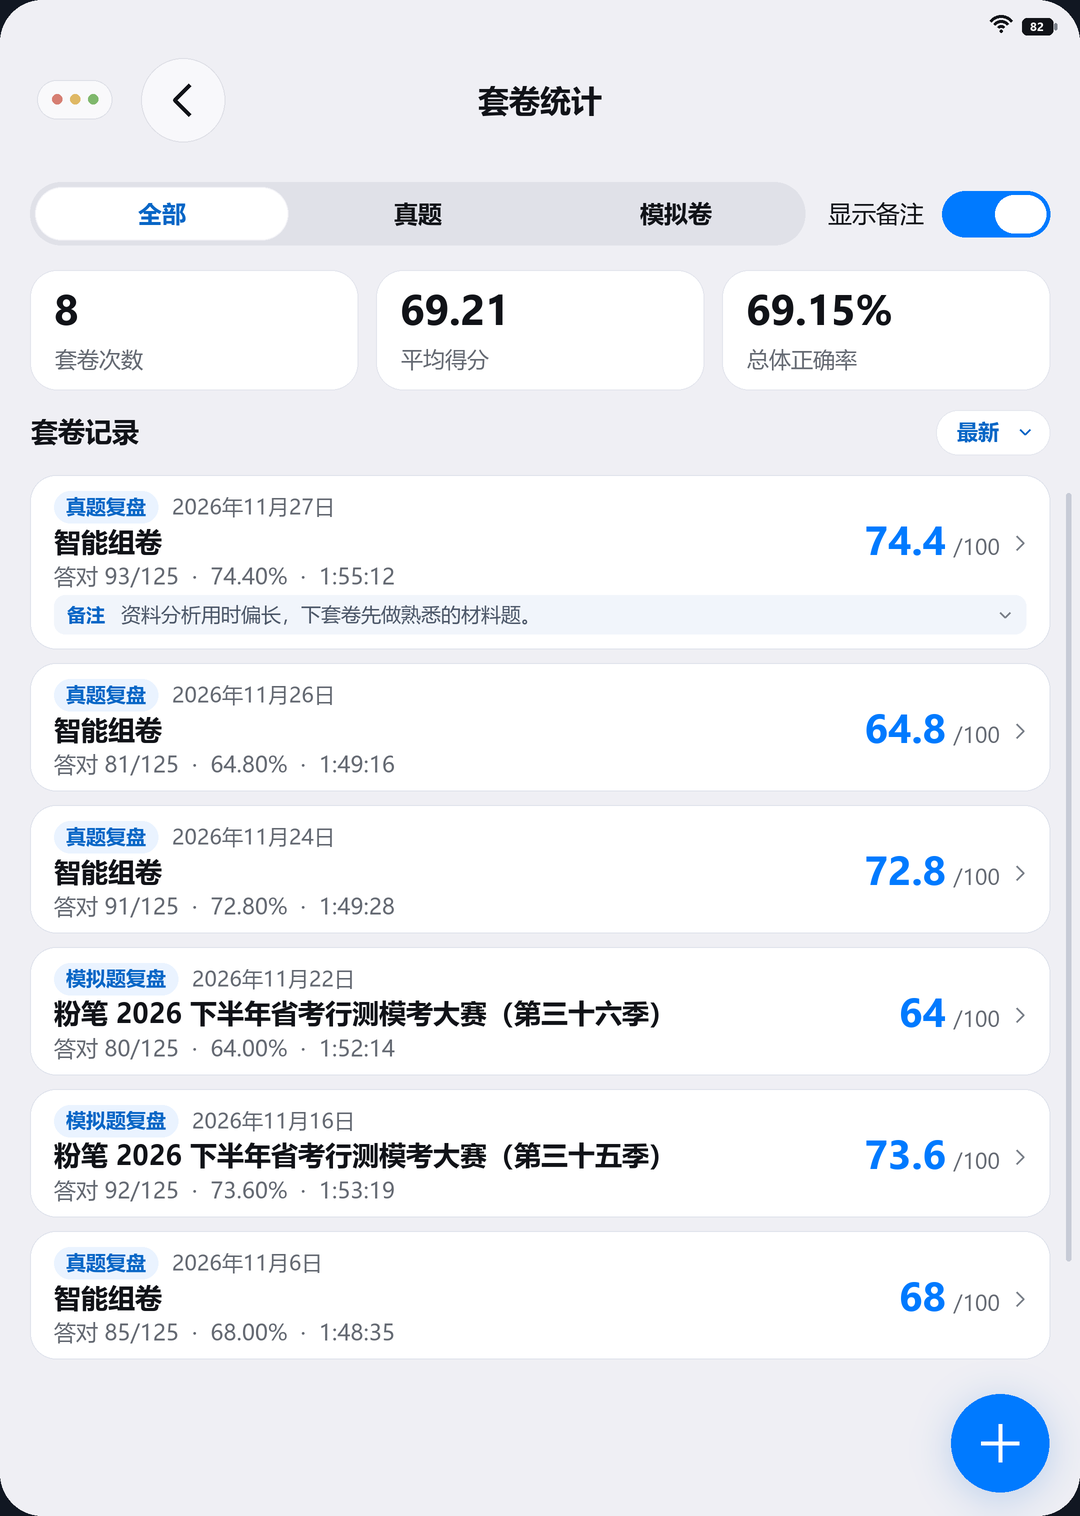 82
套卷统计
全部 真题 模拟卷 显示备注
8 69.21 69.15%
套卷次数 平均得分 总体正确率
套卷记录 最新
真题复盘 2026年11月27日
智能组卷
74.4 /100
答对 93/125 · 74.40% · 1:55:12
备注 资料分析用时偏长，下套卷先做熟悉的材料题。
真题复盘 2026年11月26日
智能组卷
64.8 /100
答对 81/125 · 64.80% · 1:49:16
真题复盘 2026年11月24日
智能组卷
72.8 /100
答对 91/125 · 72.80% · 1:49:28
模拟题复盘 2026年11月22日
粉笔 2026 下半年省考行测模考大赛（第三十六季）
64 /100
答对 80/125 · 64.00% · 1:52:14
模拟题复盘 2026年11月16日
粉笔 2026 下半年省考行测模考大赛（第三十五季）
73.6 /100
答对 92/125 · 73.60% · 1:53:19
真题复盘 2026年11月6日
智能组卷
68 /100
答对 85/125 · 68.00% · 1:48:35